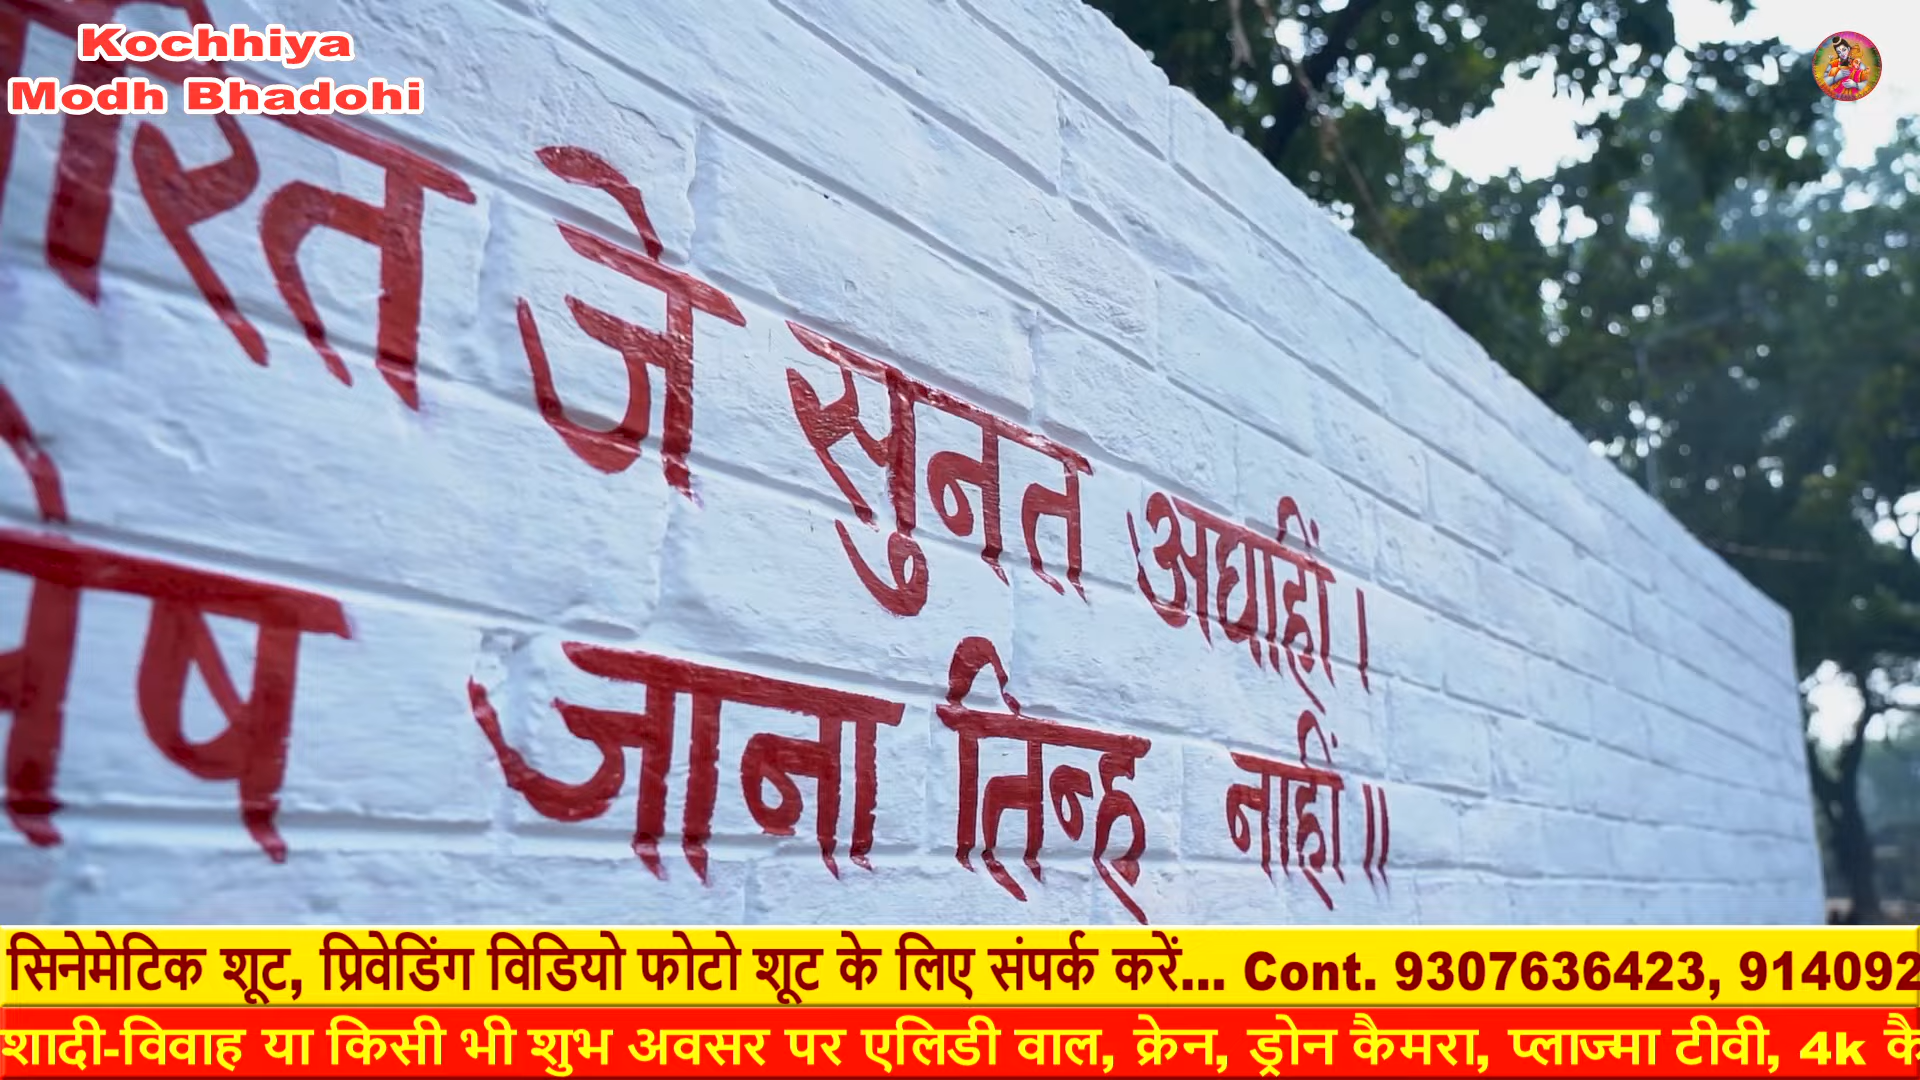 Kochhiya
Modh Bhadohi
रित जे सुनत अघाहीं ।
ष जाना तिन्ह नाहीं ॥
सिनेमेटिक शूट, प्रिवेडिंग विडियो फोटो शूट के लिए संपर्क करें... Cont. 9307636423, 914092
शादी-विवाह या किसी भी शुभ अवसर पर एलिडी वाल, क्रेन, ड्रोन कैमरा, प्लाज्मा टीवी, 4k कै